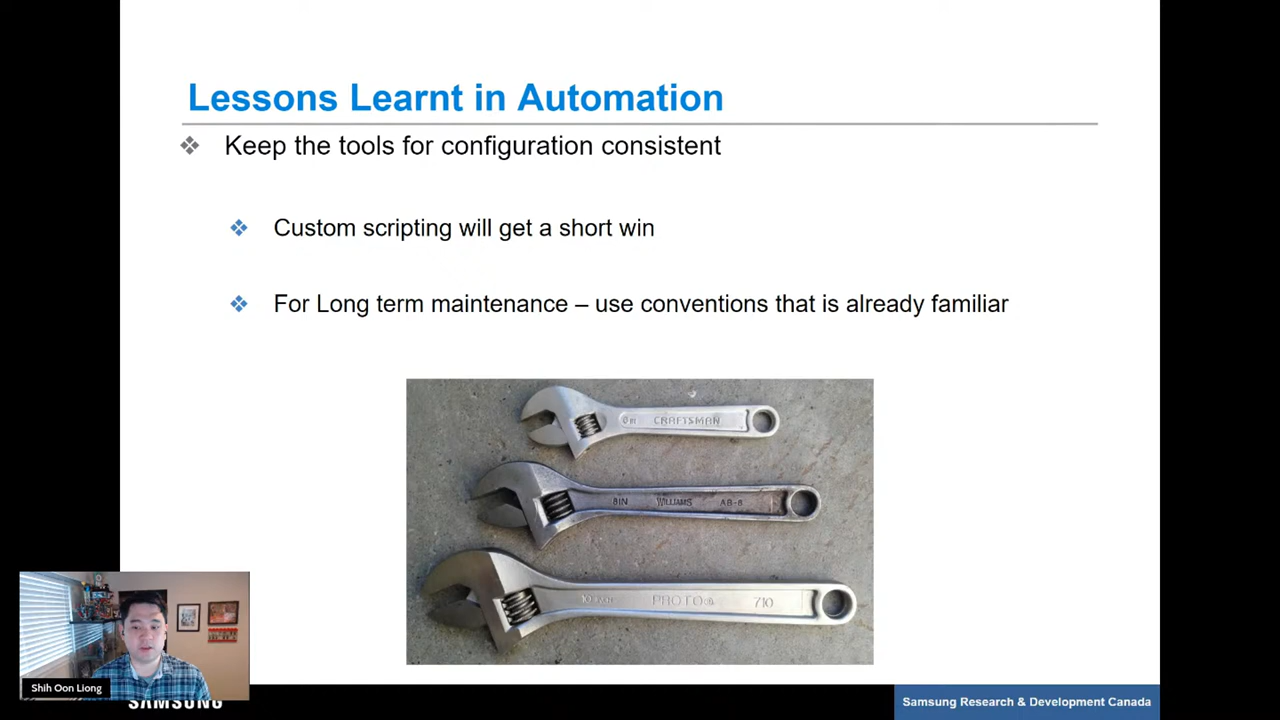 Lessons Learnt in Automation
Keep the tools for configuration consistent
Custom scripting will get a short win
For Long term maintenance – use conventions that is already familiar
CRAFTSMAN
8IN WILLIAMS AB-8
PROTO® 710
Shih Oon Liong
SAMSUNG
Samsung Research & Development Canada